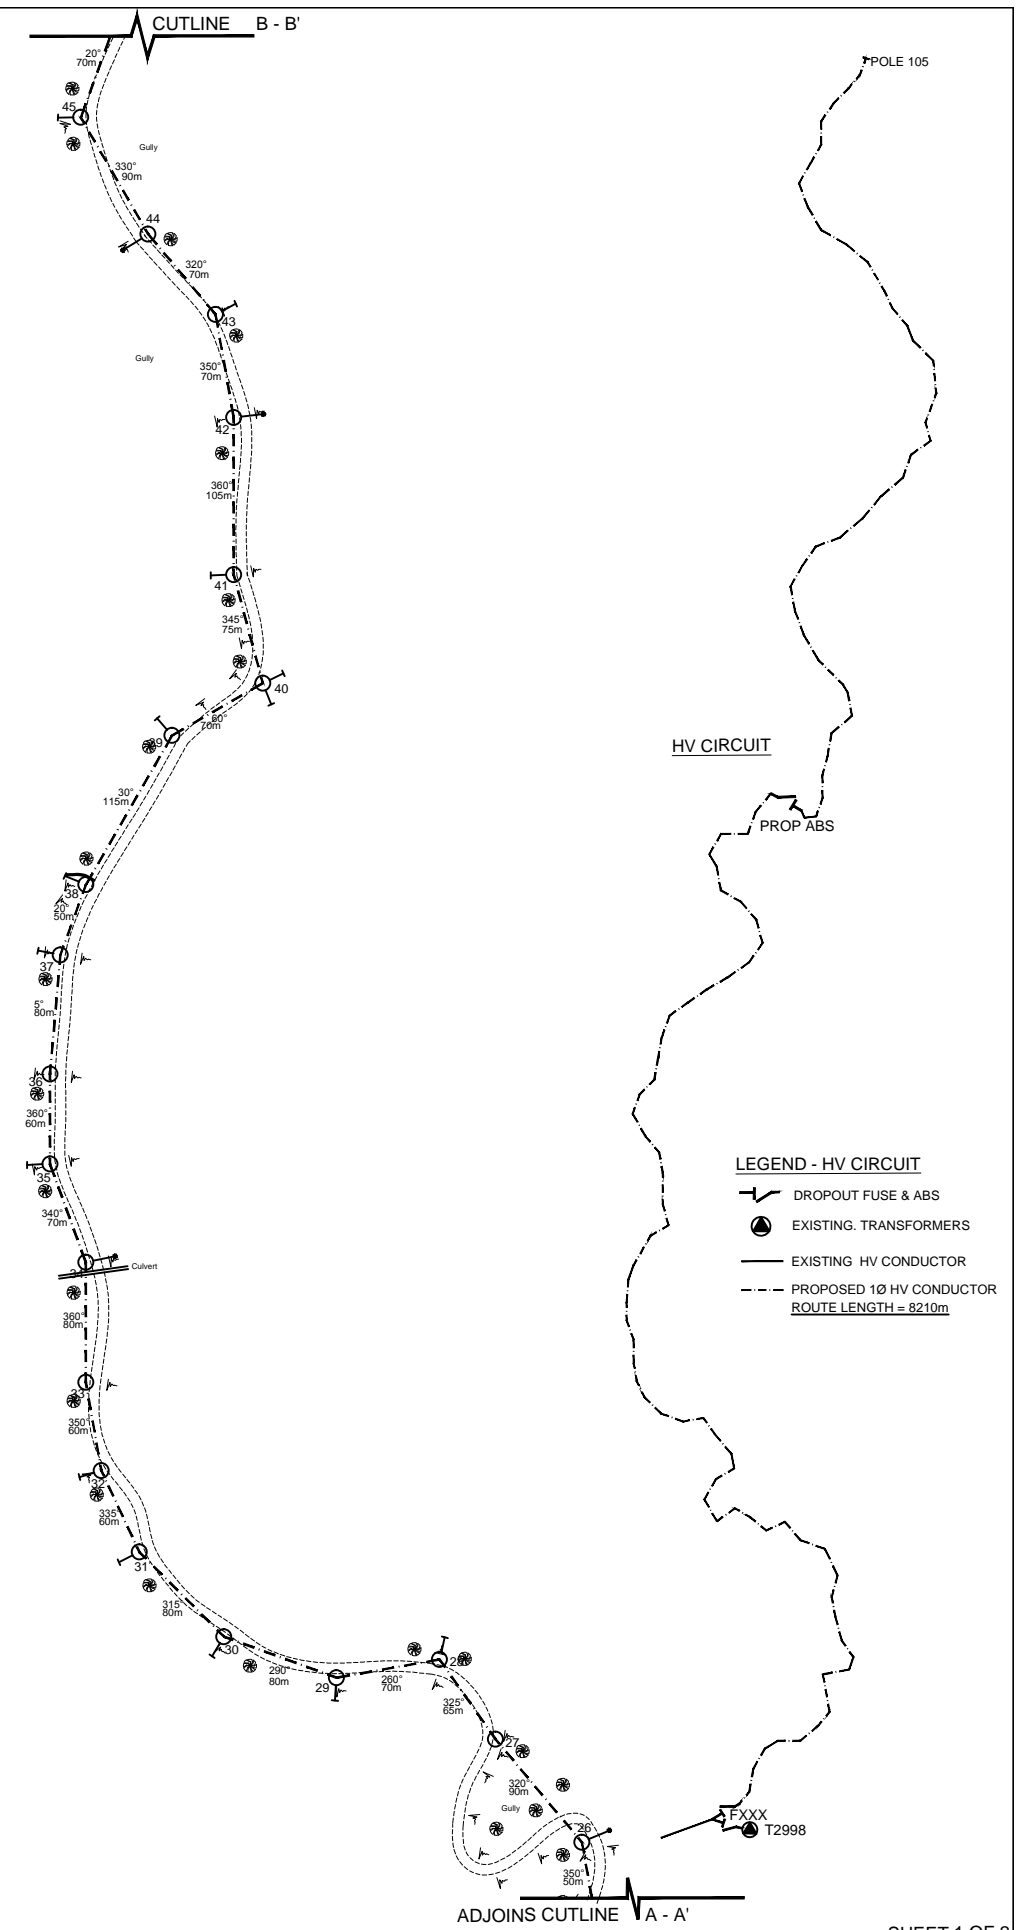 CUTLINE B - B'
20°
70m
45
Gully
330°
90m
44
320°
70m
43
Gully
350°
70m
42
360°
105m
41
345°
75m
40
60°
70m
39
30°
115m
38
20°
50m
37
5°
80m
36
360°
60m
35
340°
70m
34
Culvert
360°
80m
33
350°
60m
32
335°
60m
31
315°
80m
30
290°
80m
29
260°
70m
28
325°
65m
27
320°
90m
Gully
26
350°
50m
ADJOINS CUTLINE A - A'
POLE 105
HV CIRCUIT
PROP ABS
LEGEND - HV CIRCUIT
DROPOUT FUSE & ABS
EXISTING. TRANSFORMERS
EXISTING HV CONDUCTOR
PROPOSED 1Ø HV CONDUCTOR
ROUTE LENGTH = 8210m
FXXX
T2998